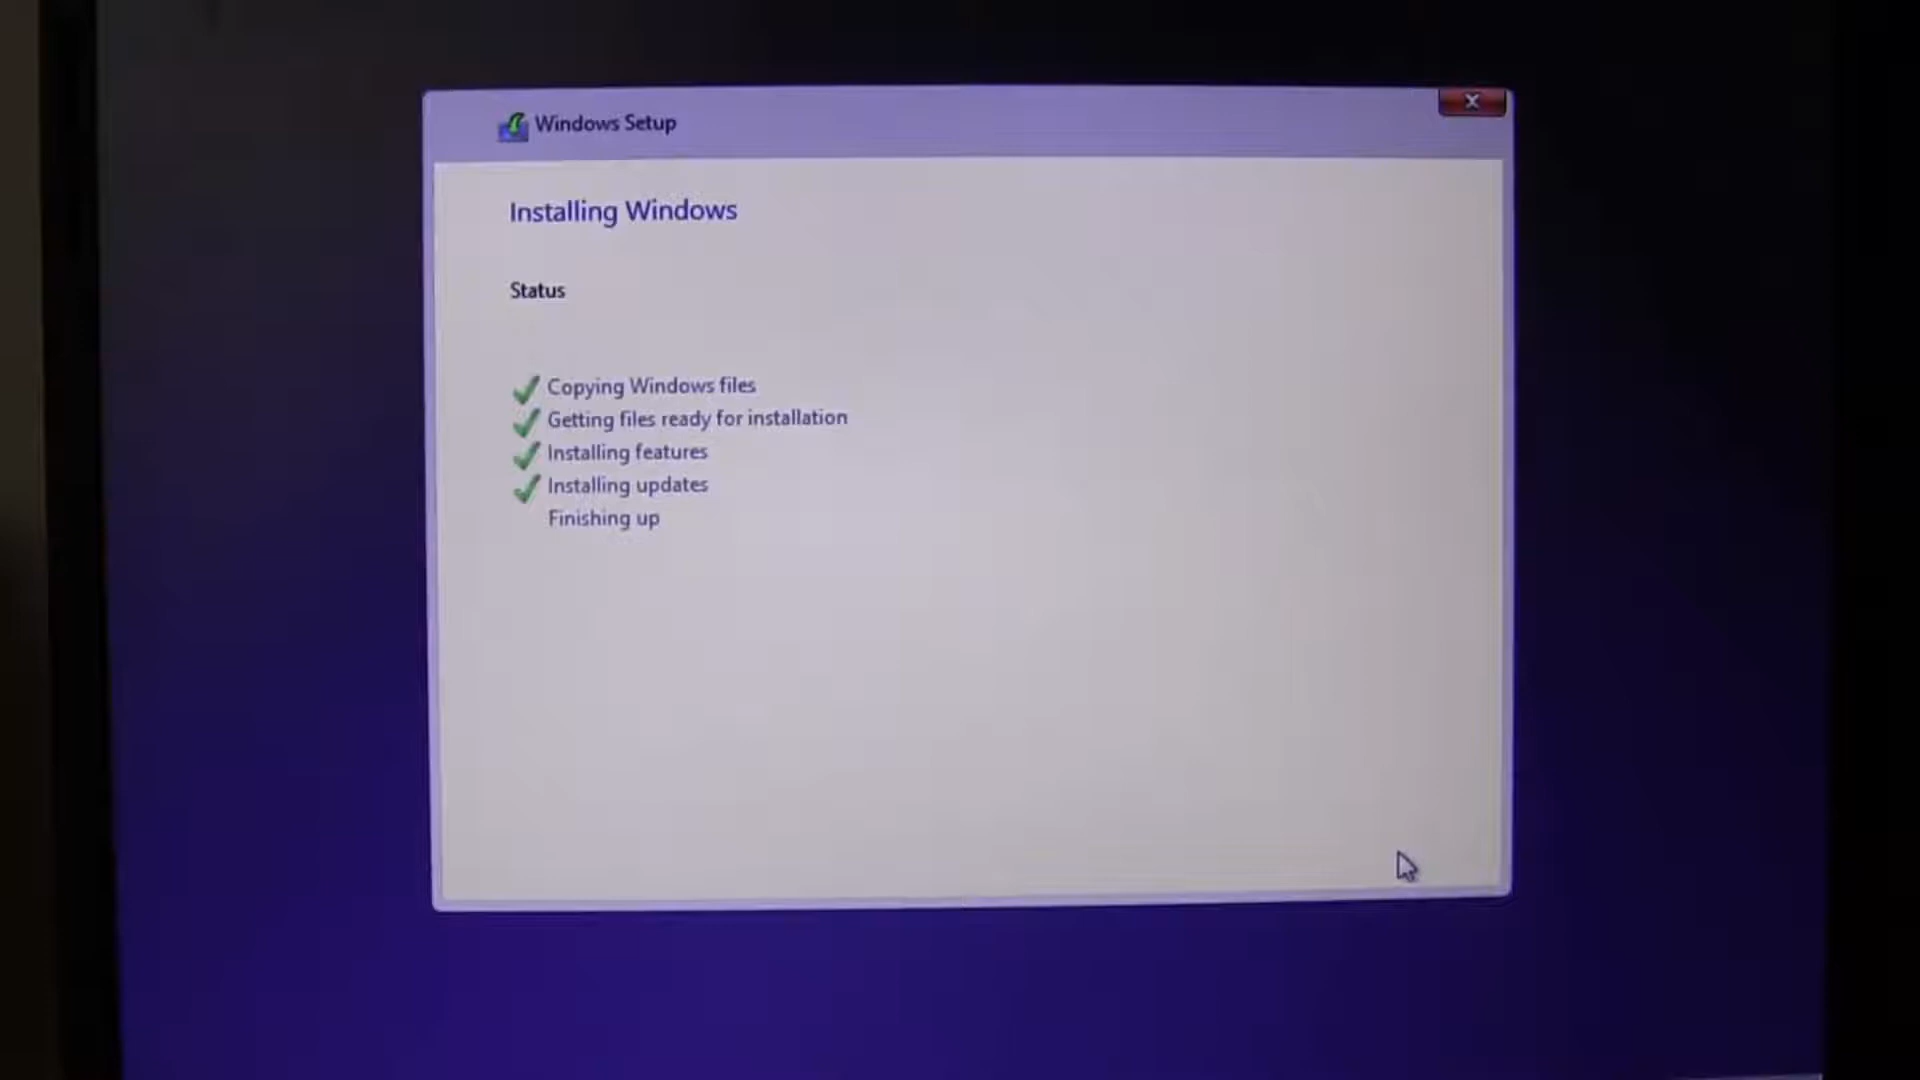 Windows Setup
Installing Windows
Status
Copying Windows files
Getting files ready for installation
Installing features
Installing updates
Finishing up